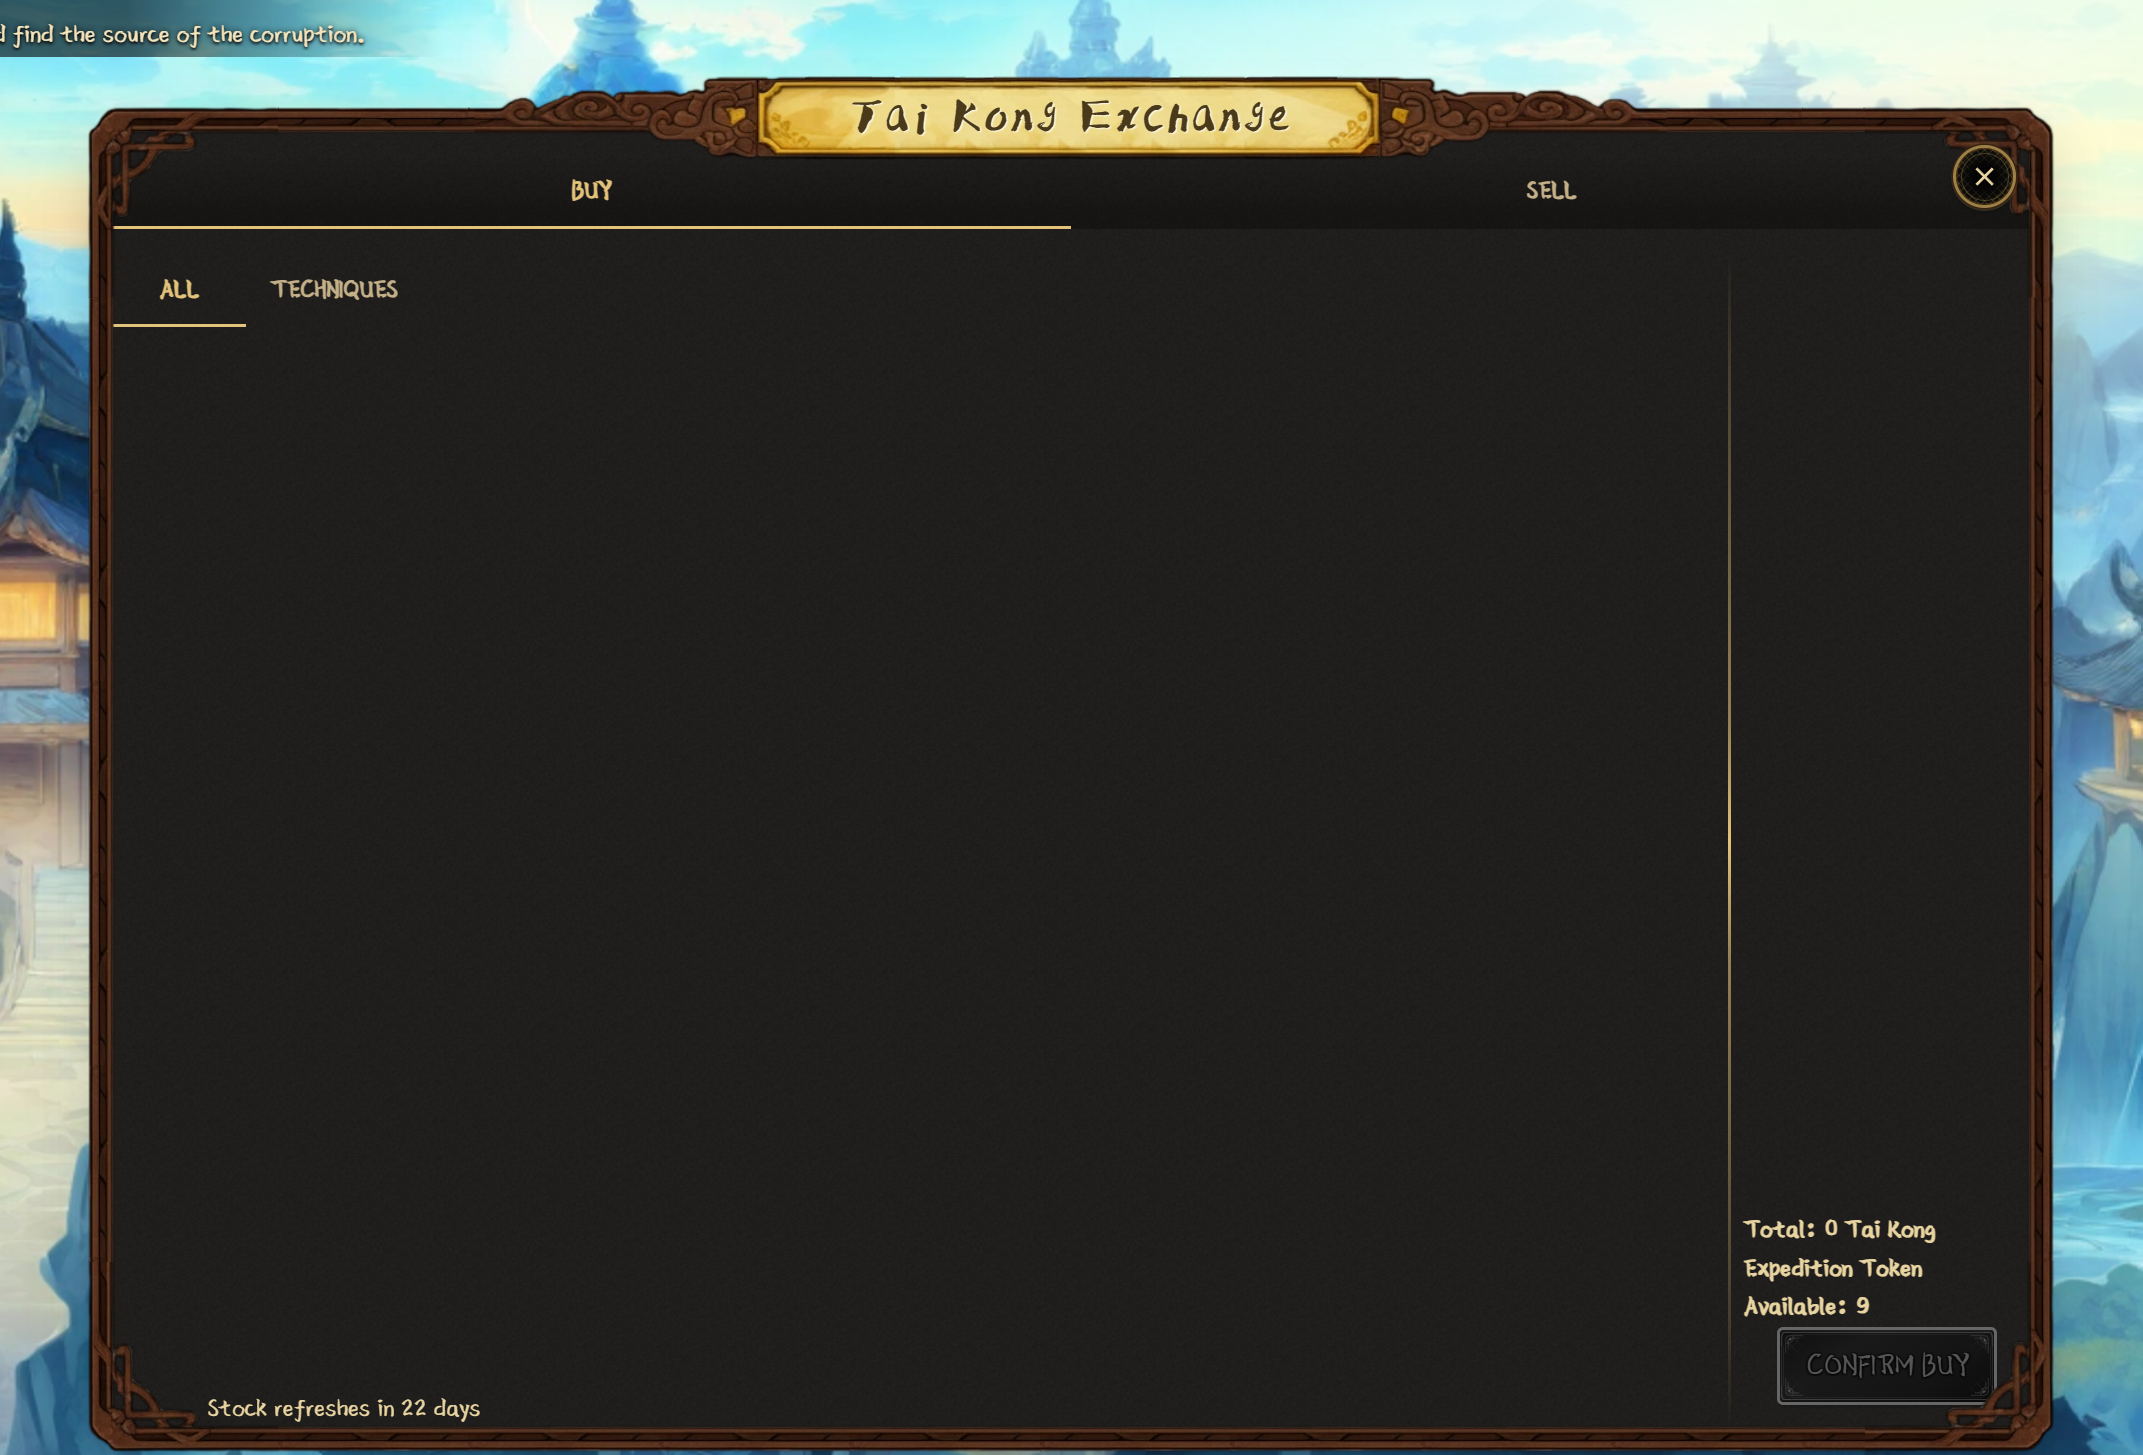 find the source of the corruption.
Tai Kong Exchange
BUY
SELL
ALL
TECHNIQUES
Total: 0 Tai Kong
Expedition Token
Available: 9
CONFIRM BUY
Stock refreshes in 22 days